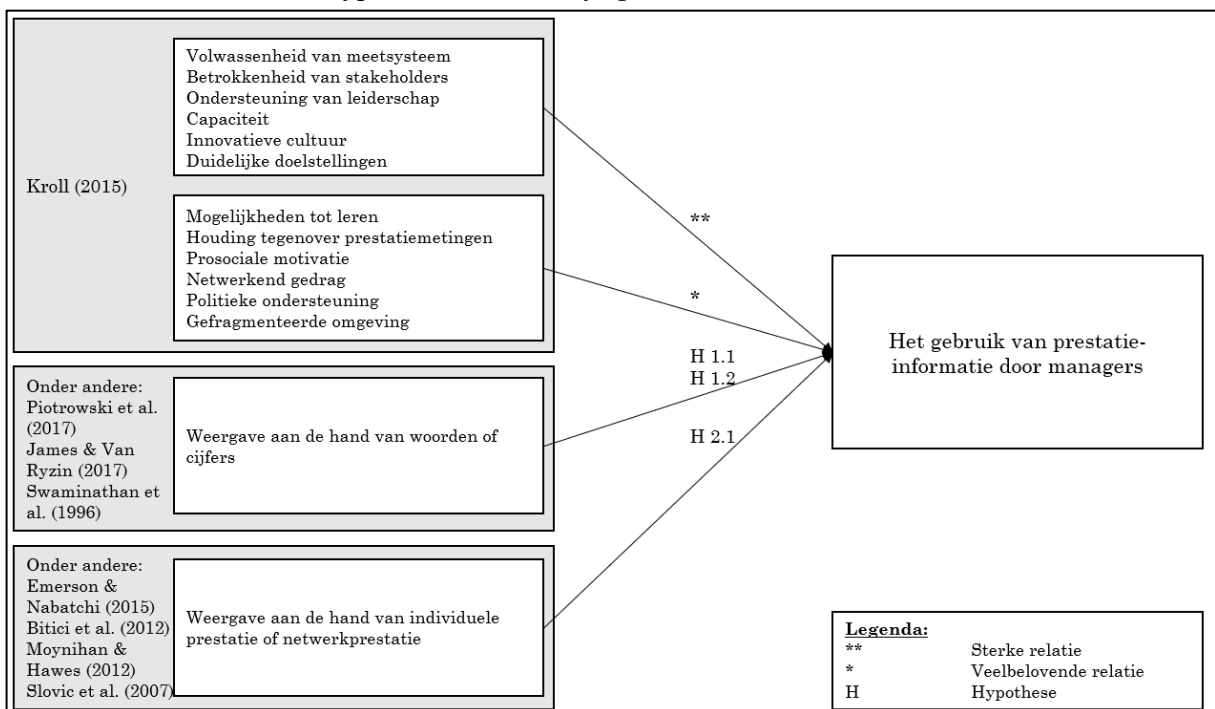 Kroll (2015)
Volwassenheid van meetsysteem
Betrokkenheid van stakeholders
Ondersteuning van leiderschap
Capaciteit
Innovatieve cultuur
Duidelijke doelstellingen
Mogelijkheden tot leren
Houding tegenover prestatiemetingen
Prosociale motivatie
Netwerkend gedrag
Politieke ondersteuning
Gefragmenteerde omgeving
**
*
H 1.1
H 1.2
H 2.1
Het gebruik van prestatie-
informatie door managers
Onder andere:
Piotrowski et al.
(2017)
James & Van
Ryzin (2017)
Swaminathan et
al. (1996)
Weergave aan de hand van woorden of
cijfers
Onder andere:
Emerson &
Nabatchi (2015)
Bitici et al. (2012)
Moynihan &
Hawes (2012)
Slovic et al. (2007)
Weergave aan de hand van individuele
prestatie of netwerkprestatie
Legenda:
** Sterke relatie
* Veelbelovende relatie
H Hypothese